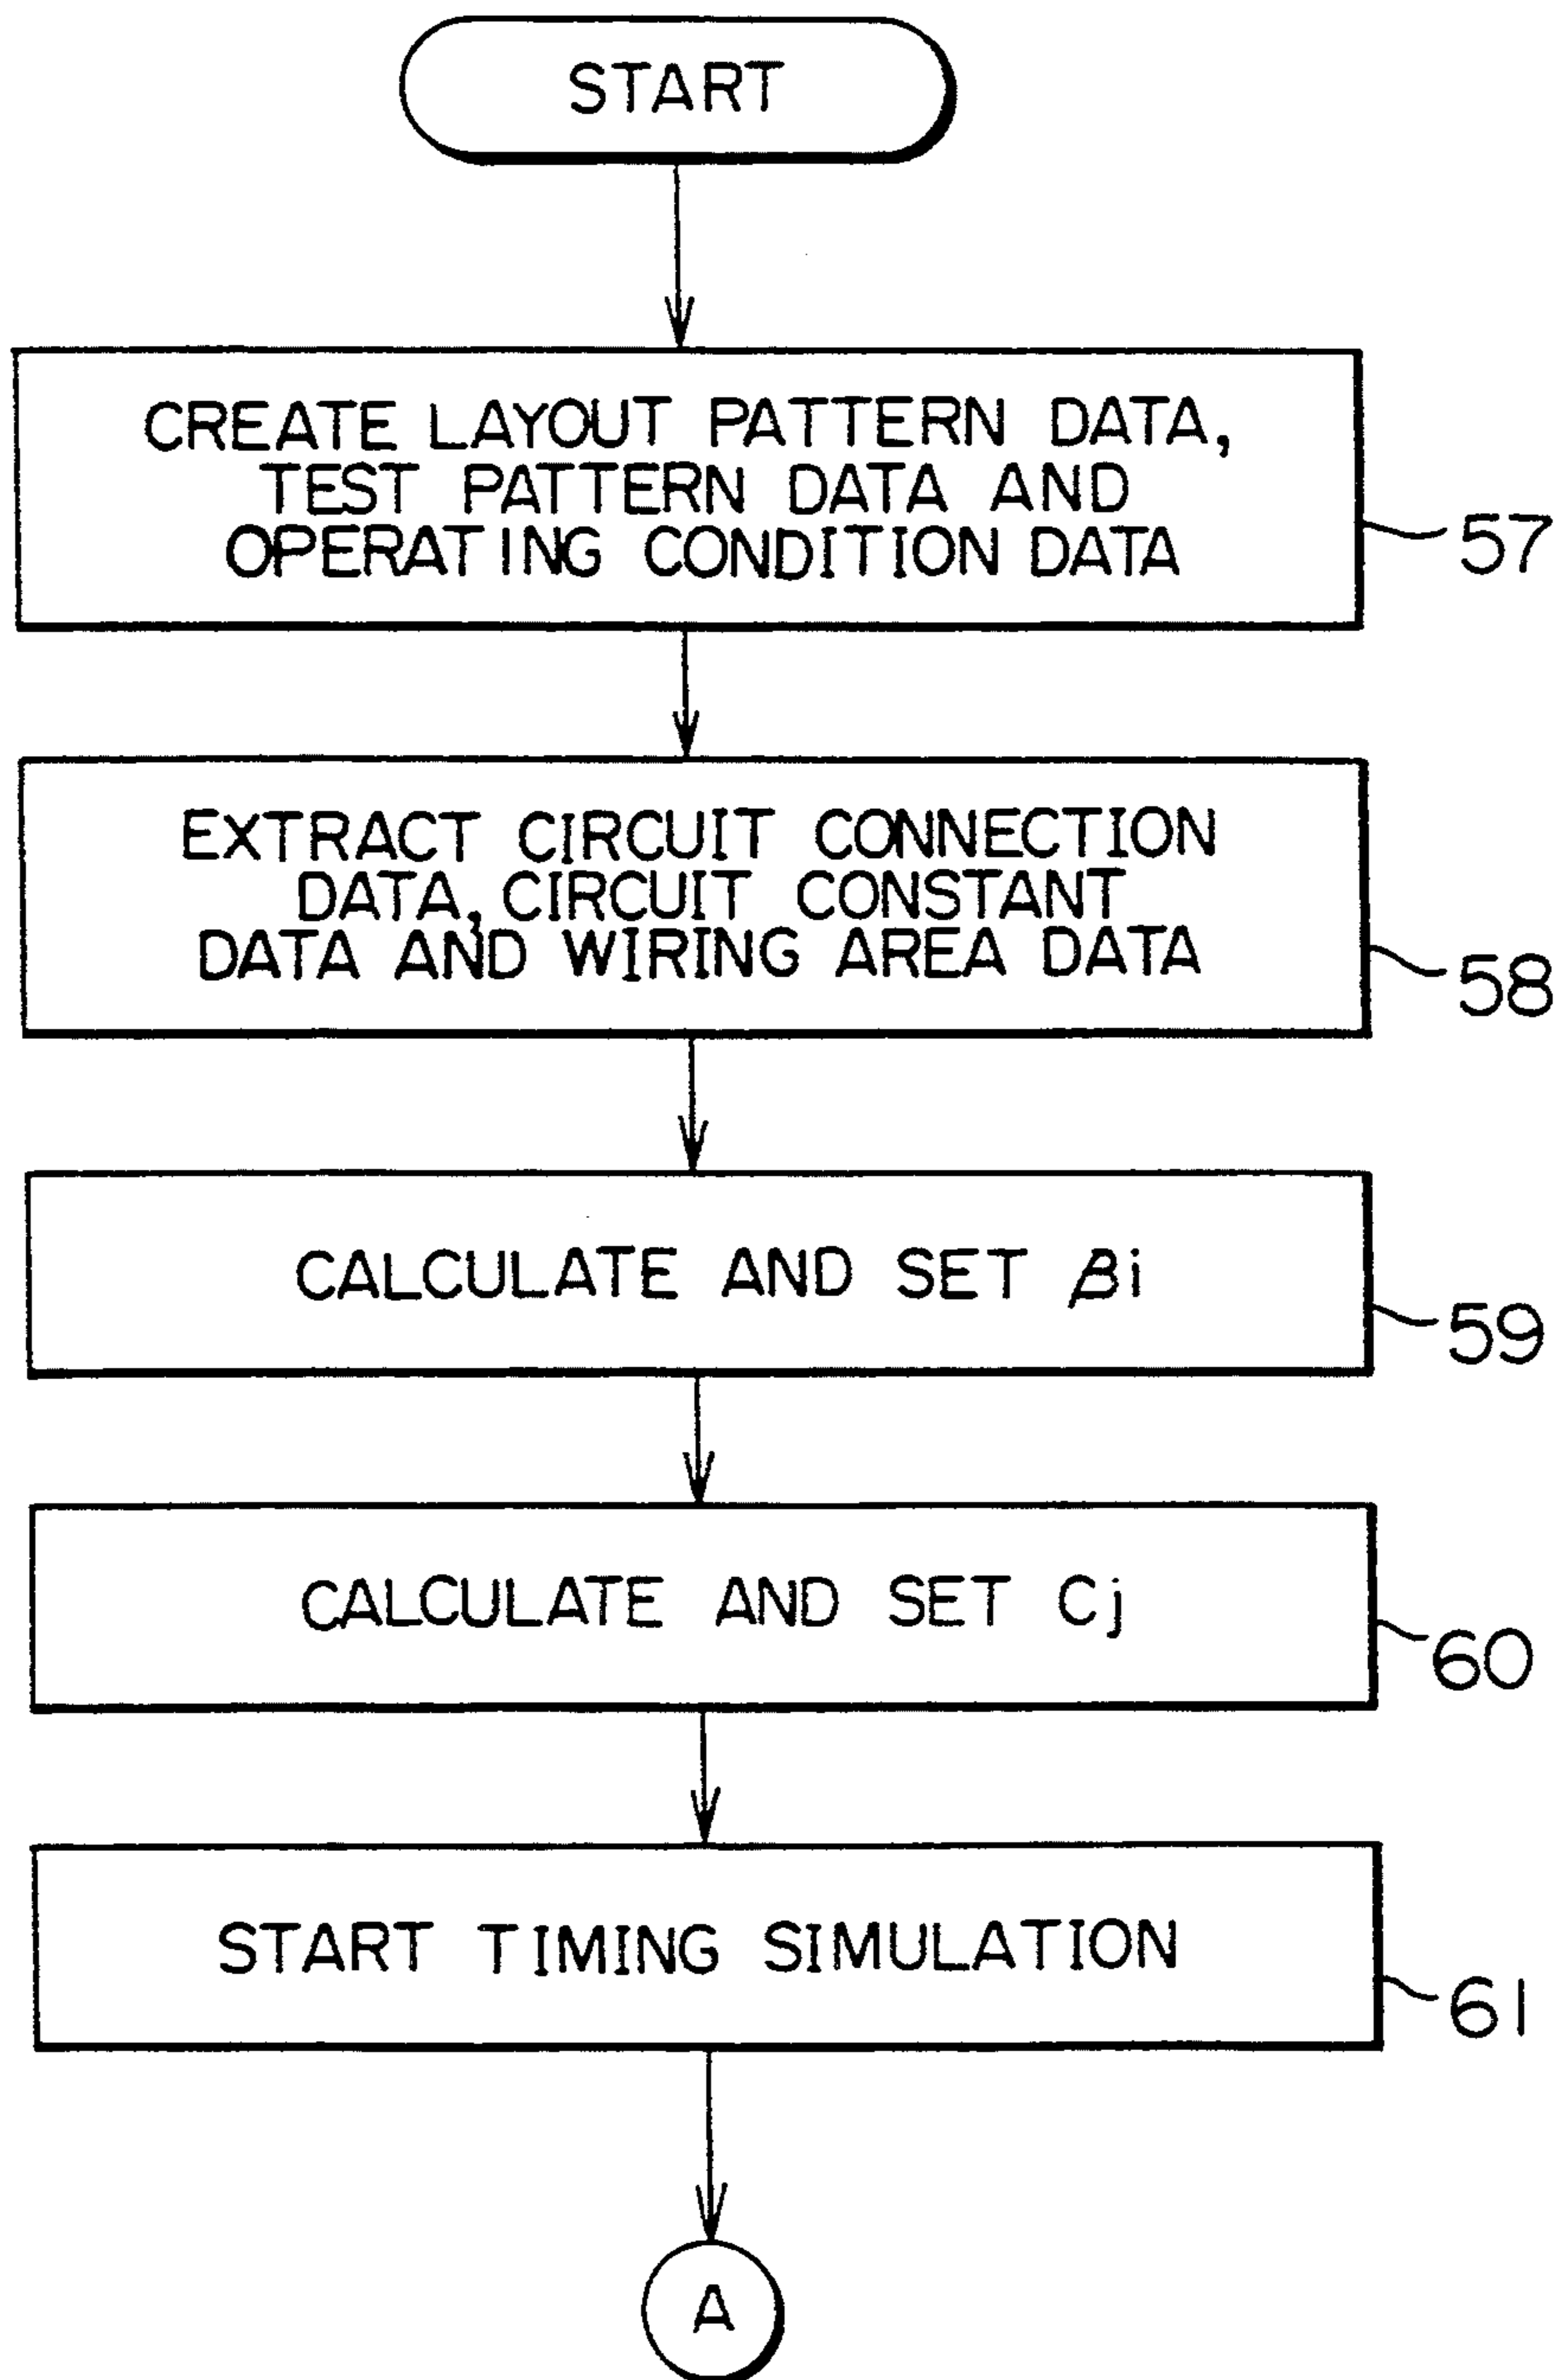 START
CREATE LAYOUT PATTERN DATA,
TEST PATTERN DATA AND
OPERATING CONDITION DATA
57
EXTRACT CIRCUIT CONNECTION
DATA, CIRCUIT CONSTANT
DATA AND WIRING AREA DATA
58
CALCULATE AND SET βi
59
CALCULATE AND SET Cj
60
START TIMING SIMULATION
61
A